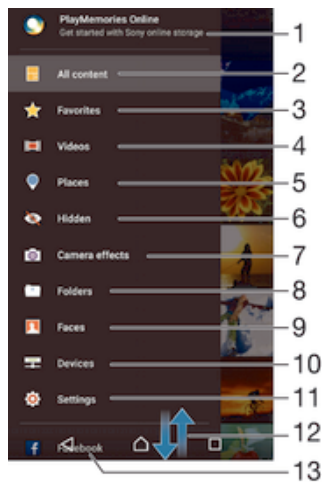 PlayMemories Online
Get started with Sony online storage
1
All content
2
Favorites
3
Videos
4
Places
5
Hidden
6
Camera effects
7
Folders
8
Faces
9
Devices
10
Settings
11
12
f Facebook
13